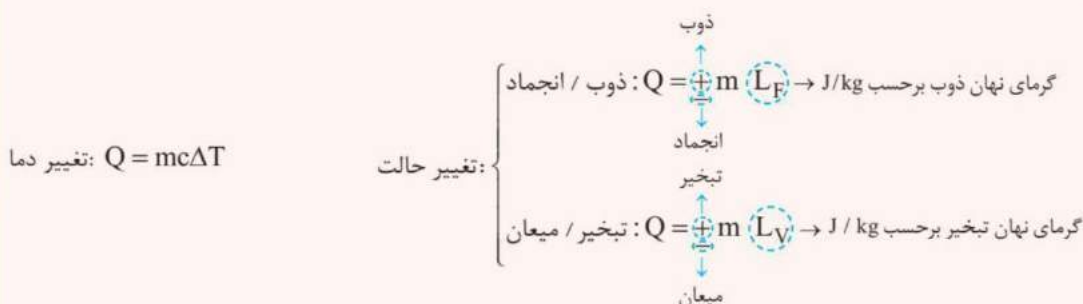 ذوب
ذوب / انجماد : Q = ± m L_F → گرمای نهان ذوب برحسب J/kg
انجماد
تغییر دما: Q = mcΔT
تغییر حالت:
تبخیر
تبخیر / میعان : Q = ± m L_V → گرمای نهان تبخیر برحسب J / kg
میعان